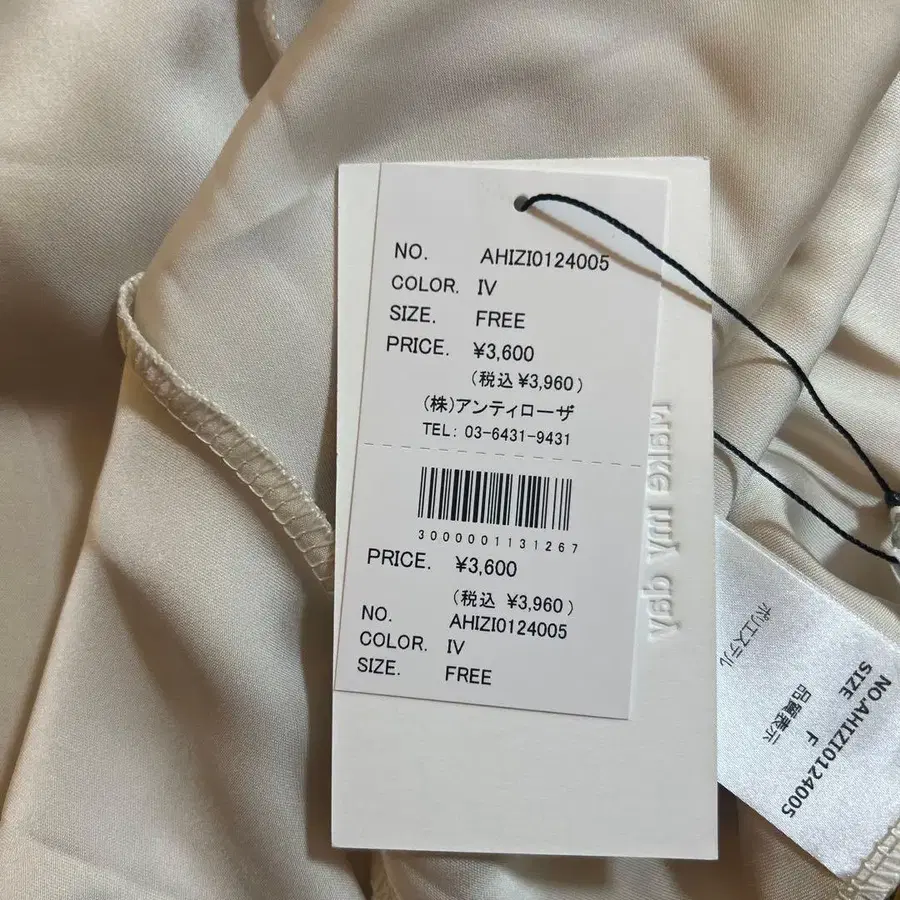 NO. AHIZI0124005
COLOR. IV
SIZE. FREE
PRICE. ¥3,600
(税込 ¥3,960)
(株)アンティローザ
TEL: 03-6431-9431
3000001131267
PRICE. ¥3,600
(税込 ¥3,960)
NO. AHIZI0124005
COLOR. IV
SIZE. FREE
Make my day
NO.AHIZI0124005
SIZE F
品質表示
ポリエステル